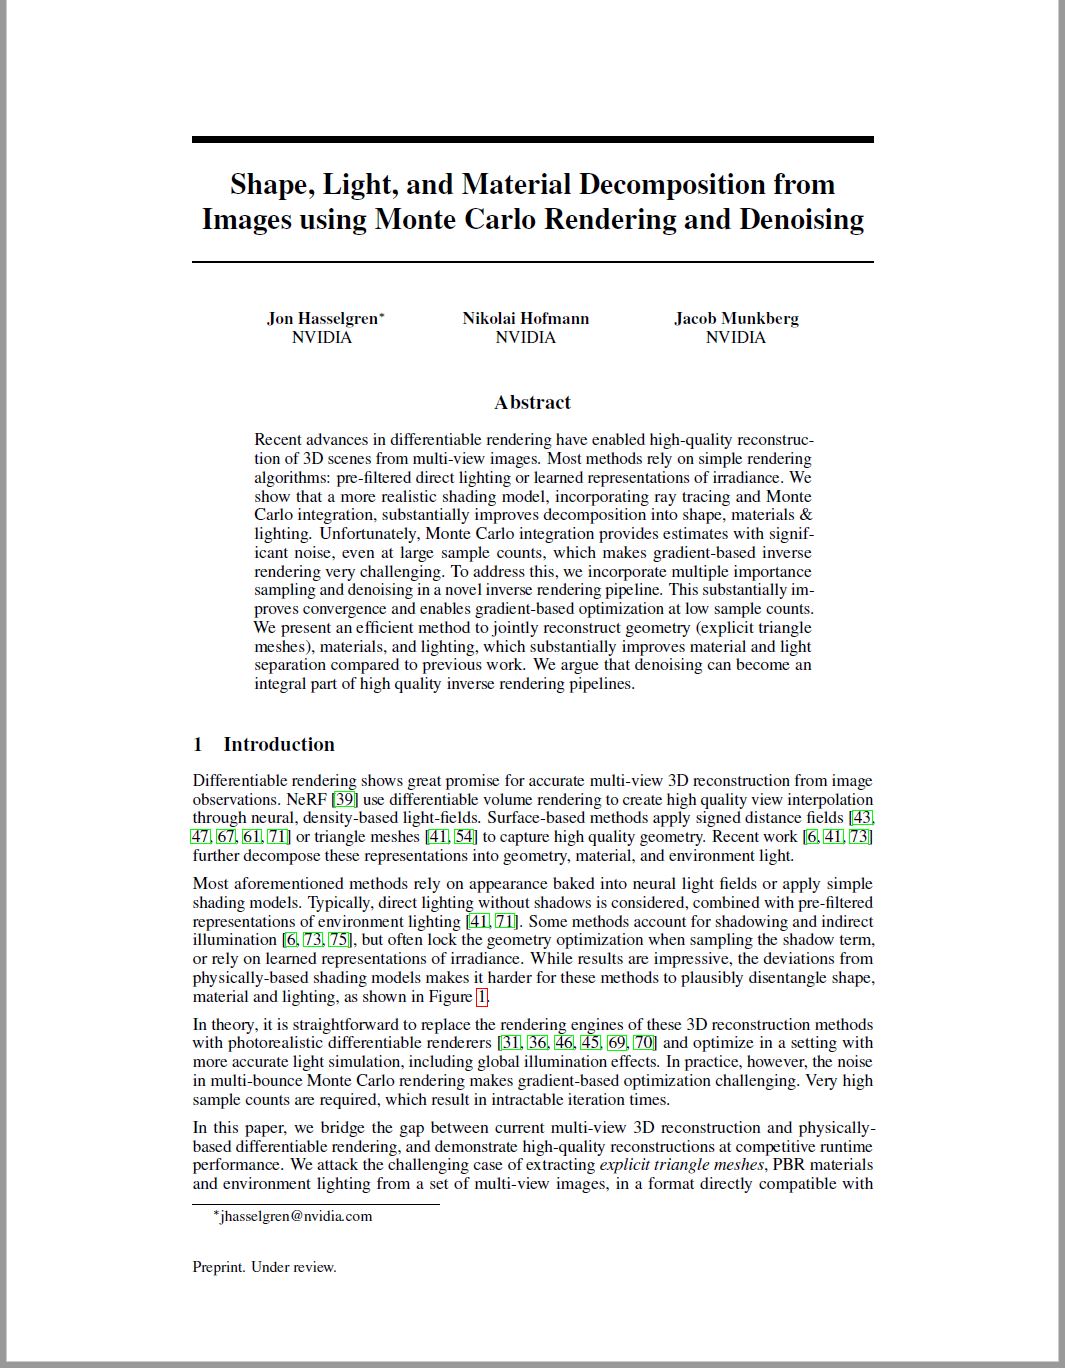 Shape, Light, and Material Decomposition from
Images using Monte Carlo Rendering and Denoising
Jon Hasselgren* Nikolai Hofmann Jacob Munkberg
NVIDIA NVIDIA NVIDIA
Abstract
Recent advances in differentiable rendering have enabled high-quality reconstruc-
tion of 3D scenes from multi-view images. Most methods rely on simple rendering
algorithms: pre-filtered direct lighting or learned representations of irradiance. We
show that a more realistic shading model, incorporating ray tracing and Monte
Carlo integration, substantially improves decomposition into shape, materials &
lighting. Unfortunately, Monte Carlo integration provides estimates with signif-
icant noise, even at large sample counts, which makes gradient-based inverse
rendering very challenging. To address this, we incorporate multiple importance
sampling and denoising in a novel inverse rendering pipeline. This substantially im-
proves convergence and enables gradient-based optimization at low sample counts.
We present an efficient method to jointly reconstruct geometry (explicit triangle
meshes), materials, and lighting, which substantially improves material and light
separation compared to previous work. We argue that denoising can become an
integral part of high quality inverse rendering pipelines.
1 Introduction
Differentiable rendering shows great promise for accurate multi-view 3D reconstruction from image
observations. NeRF [39] use differentiable volume rendering to create high quality view interpolation
through neural, density-based light-fields. Surface-based methods apply signed distance fields [43,
47, 67, 61, 71] or triangle meshes [41, 54] to capture high quality geometry. Recent work [6, 41, 73]
further decompose these representations into geometry, material, and environment light.
Most aforementioned methods rely on appearance baked into neural light fields or apply simple
shading models. Typically, direct lighting without shadows is considered, combined with pre-filtered
representations of environment lighting [41, 71]. Some methods account for shadowing and indirect
illumination [6, 73, 75], but often lock the geometry optimization when sampling the shadow term,
or rely on learned representations of irradiance. While results are impressive, the deviations from
physically-based shading models makes it harder for these methods to plausibly disentangle shape,
material and lighting, as shown in Figure 1.
In theory, it is straightforward to replace the rendering engines of these 3D reconstruction methods
with photorealistic differentiable renderers [31, 36, 46, 45, 69, 70] and optimize in a setting with
more accurate light simulation, including global illumination effects. In practice, however, the noise
in multi-bounce Monte Carlo rendering makes gradient-based optimization challenging. Very high
sample counts are required, which result in intractable iteration times.
In this paper, we bridge the gap between current multi-view 3D reconstruction and physically-
based differentiable rendering, and demonstrate high-quality reconstructions at competitive runtime
performance. We attack the challenging case of extracting explicit triangle meshes, PBR materials
and environment lighting from a set of multi-view images, in a format directly compatible with
*jhasselgren@nvidia.com
Preprint. Under review.